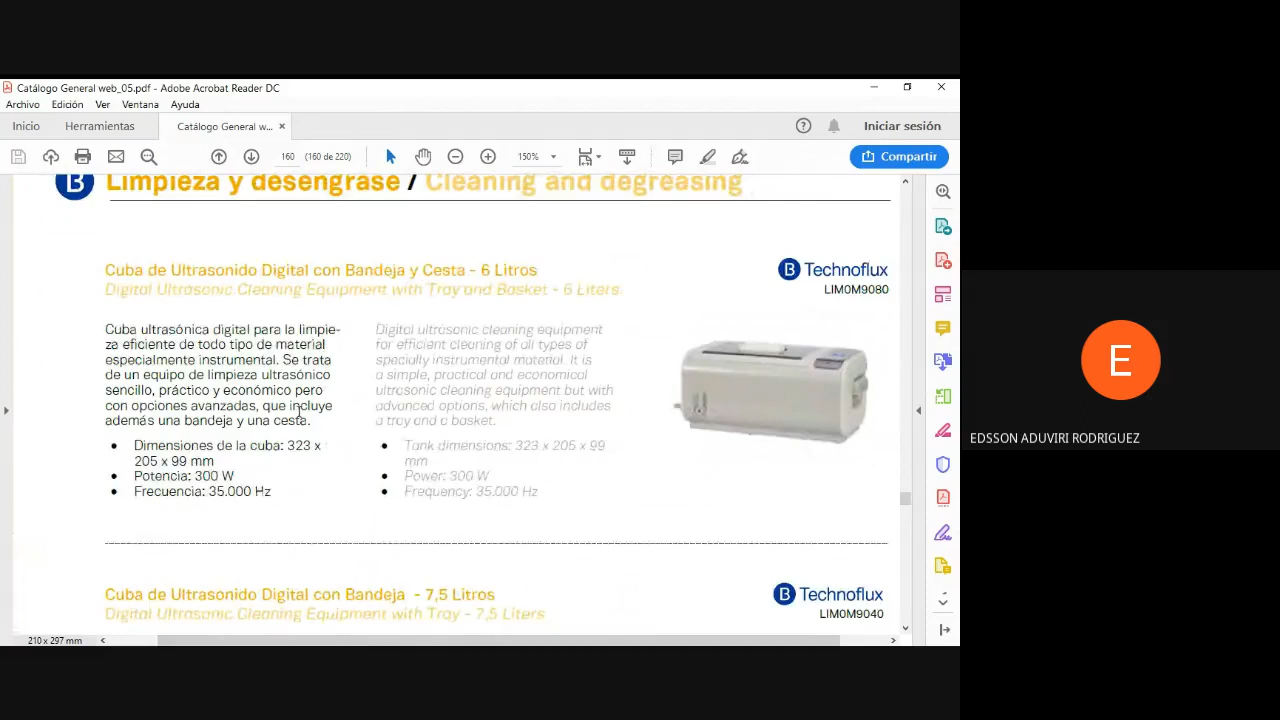 Catálogo General web_05.pdf - Adobe Acrobat Reader DC
Archivo Edición Ver Ventana Ayuda
Inicio Herramientas Catálogo General w... Iniciar sesión
160 (160 de 220) 150% Compartir
B Limpieza y desengrase / Cleaning and degreasing
Cuba de Ultrasonido Digital con Bandeja y Cesta - 6 Litros
Digital Ultrasonic Cleaning Equipment with Tray and Basket - 6 Liters
B Technoflux
LIM0M9080
Cuba ultrasónica digital para la limpie-
za eficiente de todo tipo de material
especialmente instrumental. Se trata
de un equipo de limpieza ultrasónico
sencillo, práctico y económico pero
con opciones avanzadas, que incluye
además una bandeja y una cesta.
• Dimensiones de la cuba: 323 x
205 x 99 mm
• Potencia: 300 W
• Frecuencia: 35.000 Hz
Digital ultrasonic cleaning equipment
for efficient cleaning of all types of
specially instrumental material. It is
a simple, practical and economical
ultrasonic cleaning equipment but with
advanced options, which also includes
a tray and a basket.
• Tank dimensions: 323 x 205 x 99
mm
• Power: 300 W
• Frequency: 35.000 Hz
Cuba de Ultrasonido Digital con Bandeja - 7,5 Litros
Digital Ultrasonic Cleaning Equipment with Tray - 7,5 Liters
B Technoflux
LIM0M9040
210 x 297 mm
E
EDSSON ADUVIRI RODRIGUEZ